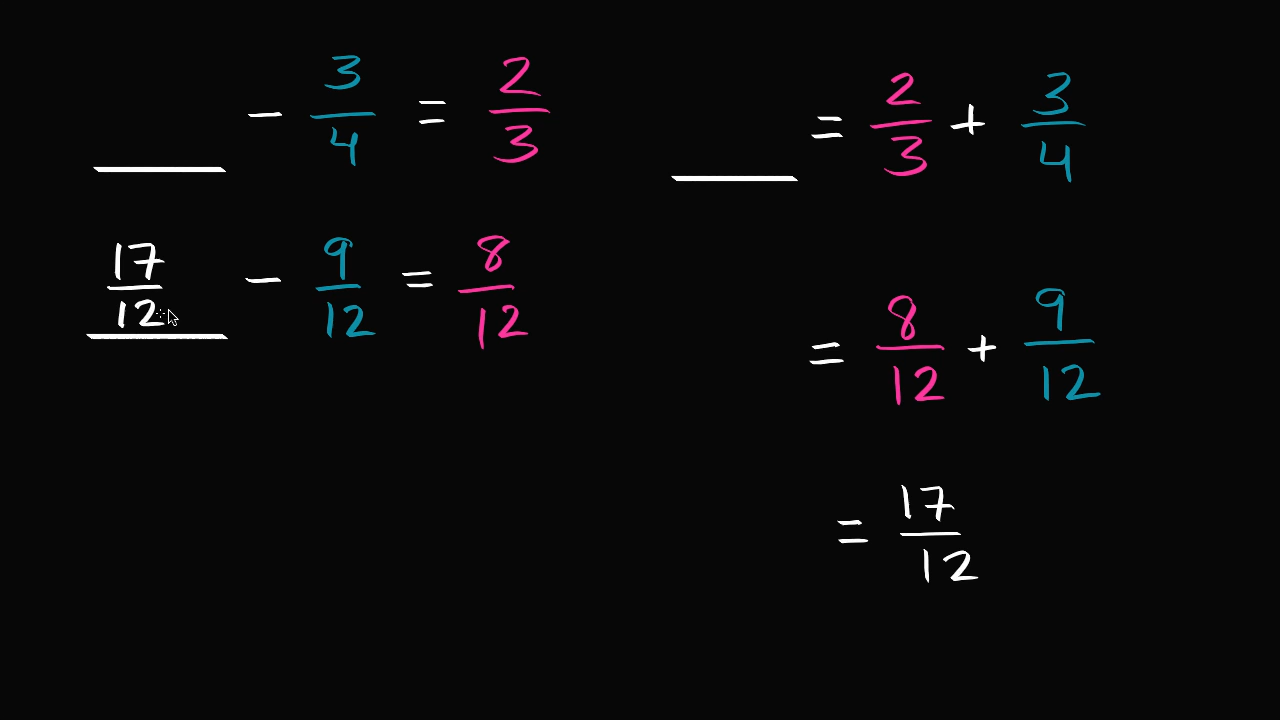 ___ - 3/4 = 2/3
17/12 - 9/12 = 8/12
___ = 2/3 + 3/4
= 8/12 + 9/12
= 17/12